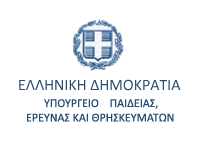 ΕΛΛΗΝΙΚΗ ΔΗΜΟΚΡΑΤΙΑ
ΥΠΟΥΡΓΕΙΟ ΠΑΙΔΕΙΑΣ,
ΕΡΕΥΝΑΣ ΚΑΙ ΘΡΗΣΚΕΥΜΑΤΩΝ